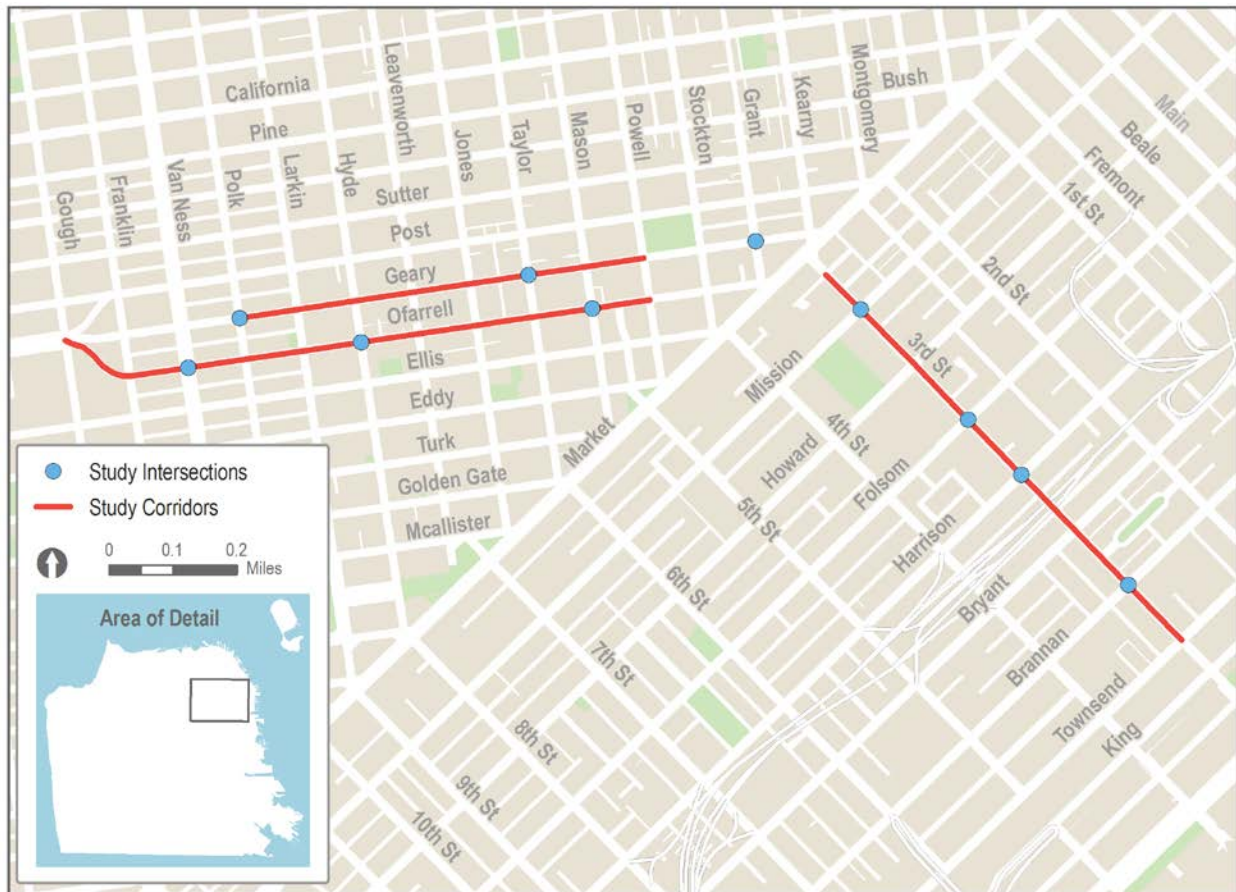 California
Pine
Sutter
Post
Geary
Ofarrell
Ellis
Eddy
Turk
Golden Gate
Mcallister
Gough
Franklin
Van Ness
Polk
Larkin
Hyde
Leavenworth
Jones
Taylor
Mason
Powell
Stockton
Grant
Kearny
Montgomery
Bush
Main
Beale
Fremont
1st St
2nd St
3rd St
4th St
5th St
6th St
7th St
8th St
9th St
10th St
Market
Mission
Howard
Folsom
Harrison
Bryant
Brannan
Townsend
King
Study Intersections
Study Corridors
0 0.1 0.2
Miles
Area of Detail